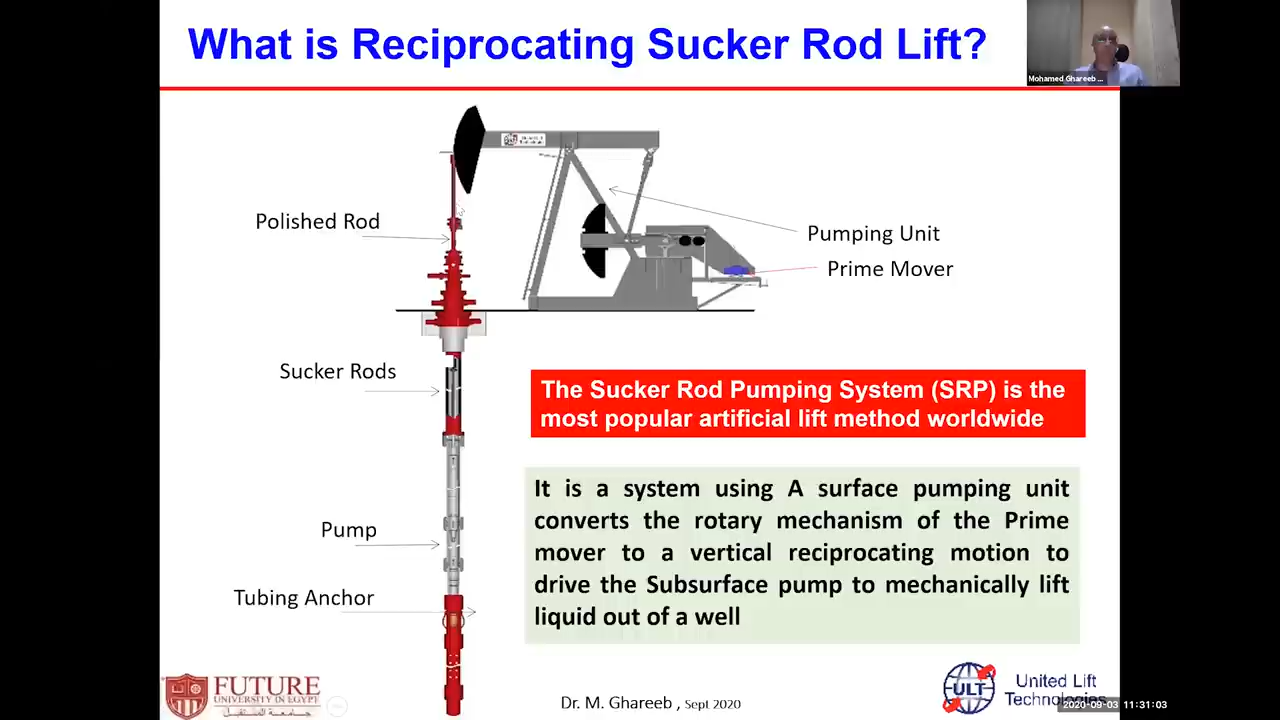 What is Reciprocating Sucker Rod Lift?
Mohamed Ghareeb ...
Polished Rod
Pumping Unit
Prime Mover
Sucker Rods
The Sucker Rod Pumping System (SRP) is the
most popular artificial lift method worldwide
It is a system using A surface pumping unit
converts the rotary mechanism of the Prime
mover to a vertical reciprocating motion to
drive the Subsurface pump to mechanically lift
liquid out of a well
Pump
Tubing Anchor
FUTURE
UNIVERSITY IN EGYPT
جامعة المستقبل
Dr. M. Ghareeb , Sept 2020
ULT
United Lift
Technologies
2020-09-03 11:31:03